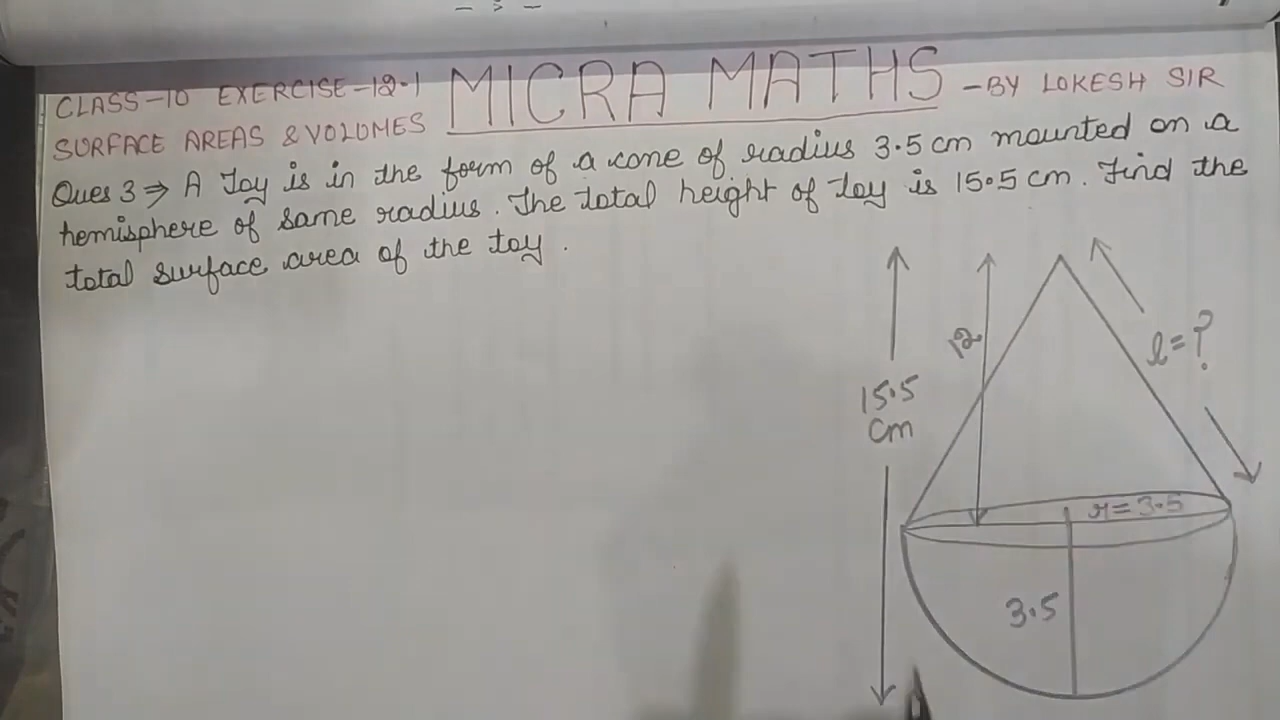 CLASS-10 EXERCISE-12.1 MICRA MATHS -BY LOKESH SIR
SURFACE AREAS & VOLUMES
Ques 3 ⇒ A Toy is in the form of a cone of radius 3.5 cm mounted on a
hemisphere of same radius. The total height of toy is 15.5 cm. Find the
total surface area of the toy.
12
l=?
15.5
cm
r=3.5
3.5